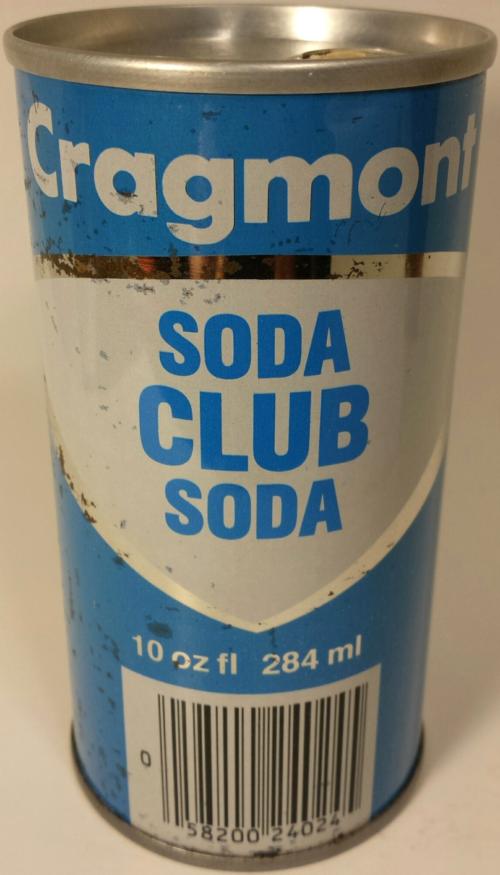 Cragmont
SODA
CLUB
SODA
10 oz fl 284 ml
0
58200 24024